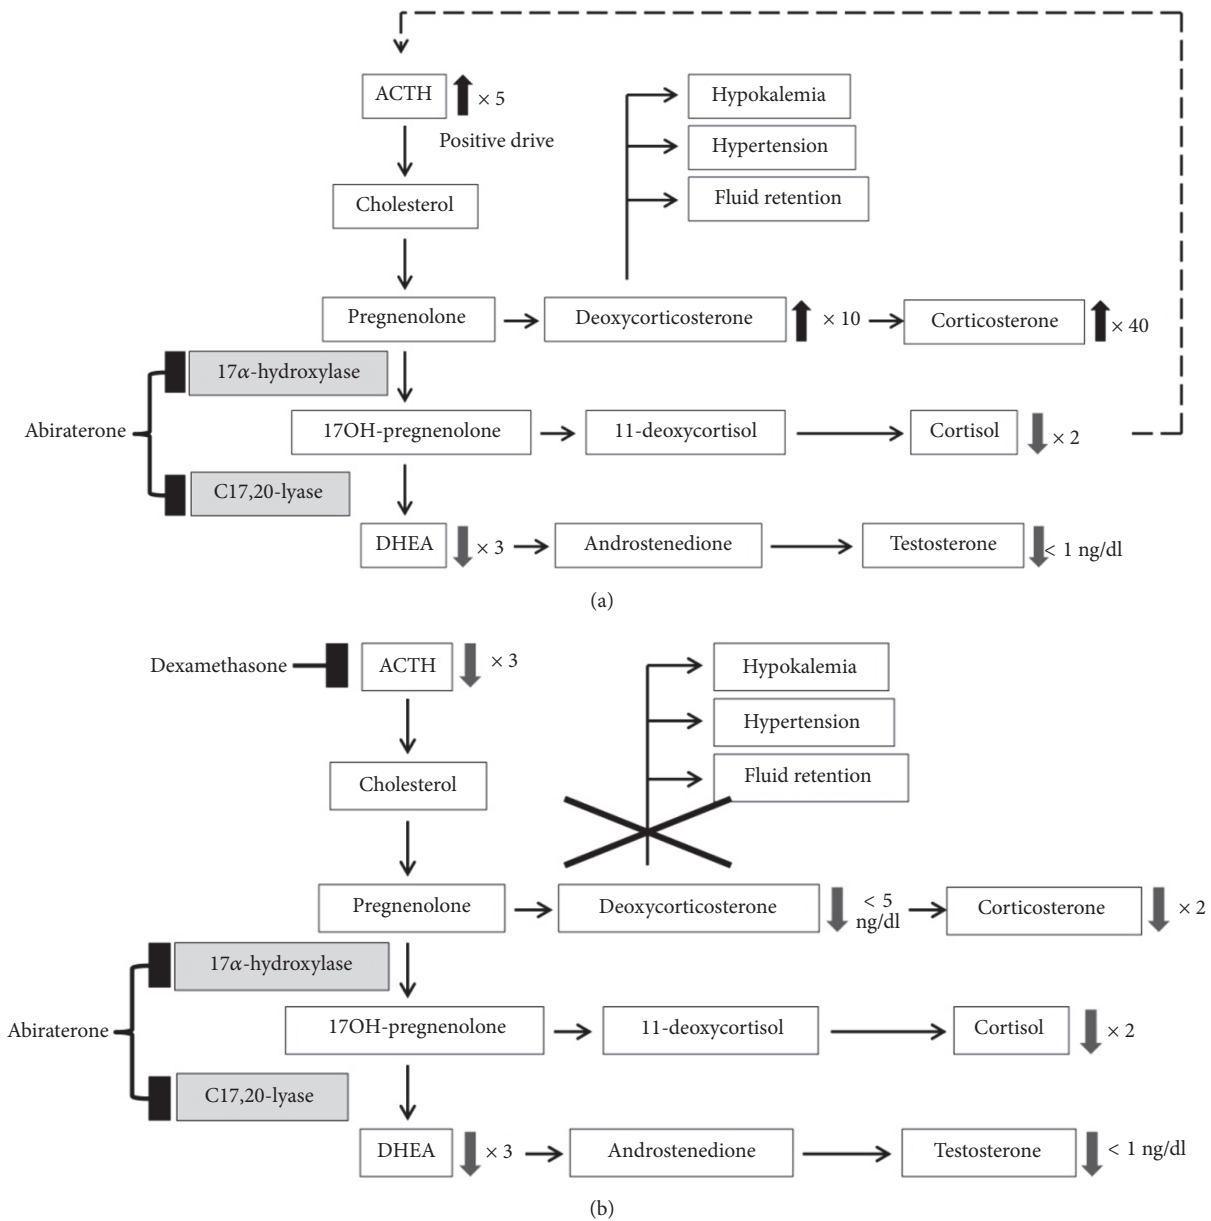 ACTH
× 5
Positive drive
Hypokalemia
Hypertension
Fluid retention
Cholesterol
Pregnenolone
Deoxycorticosterone
× 10
Corticosterone
× 40
17α-hydroxylase
Abiraterone
17OH-pregnenolone
11-deoxycortisol
Cortisol
× 2
C17,20-lyase
DHEA
× 3
Androstenedione
Testosterone
< 1 ng/dl
(a)
Dexamethasone
ACTH
× 3
Hypokalemia
Hypertension
Fluid retention
Cholesterol
Pregnenolone
Deoxycorticosterone
< 5
ng/dl
Corticosterone
× 2
17α-hydroxylase
Abiraterone
17OH-pregnenolone
11-deoxycortisol
Cortisol
× 2
C17,20-lyase
DHEA
× 3
Androstenedione
Testosterone
< 1 ng/dl
(b)